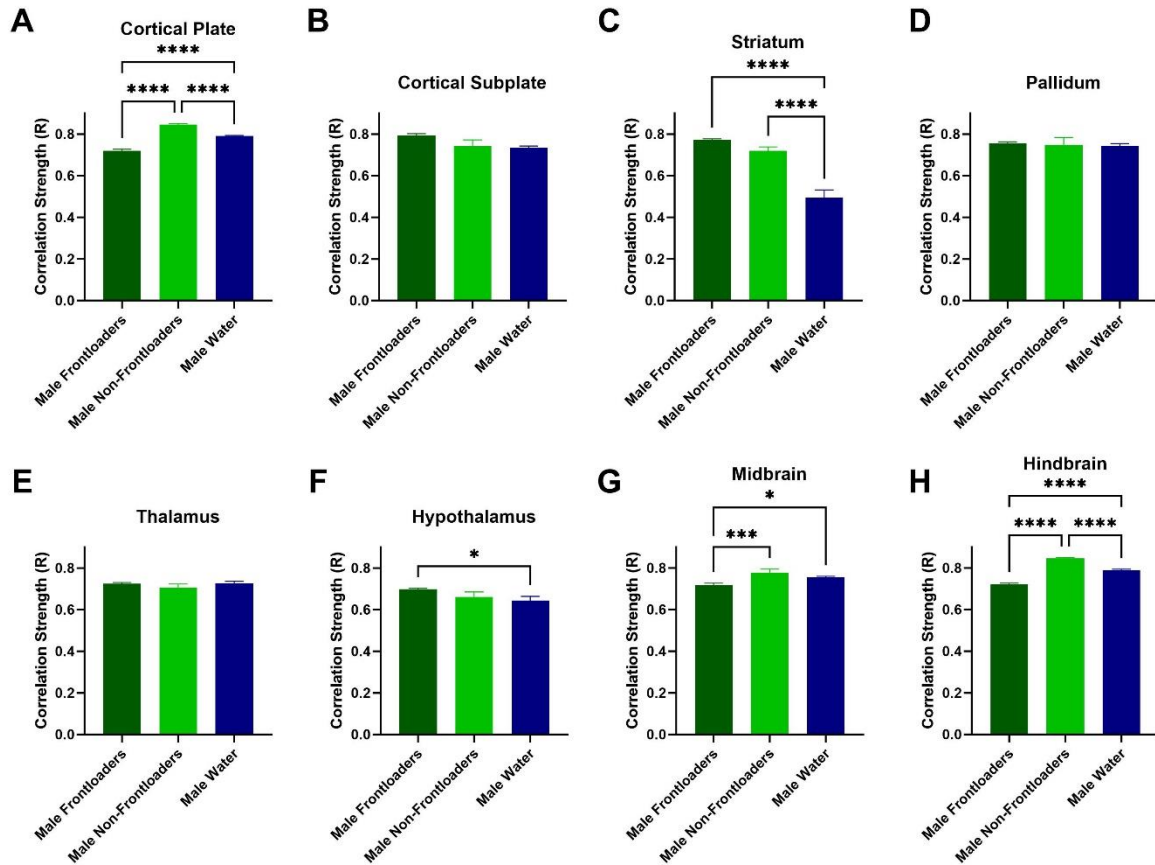 A
Cortical Plate
****
****
****
Correlation Strength (R)
0.8
0.6
0.4
0.2
0.0
Male Frontloaders
Male Non-Frontloaders
Male Water
B
Cortical Subplate
Correlation Strength (R)
0.8
0.6
0.4
0.2
0.0
Male Frontloaders
Male Non-Frontloaders
Male Water
C
Striatum
****
****
Correlation Strength (R)
0.8
0.6
0.4
0.2
0.0
Male Frontloaders
Male Non-Frontloaders
Male Water
D
Pallidum
Correlation Strength (R)
0.8
0.6
0.4
0.2
0.0
Male Frontloaders
Male Non-Frontloaders
Male Water
E
Thalamus
Correlation Strength (R)
0.8
0.6
0.4
0.2
0.0
Male Frontloaders
Male Non-Frontloaders
Male Water
F
Hypothalamus
*
Correlation Strength (R)
0.8
0.6
0.4
0.2
0.0
Male Frontloaders
Male Non-Frontloaders
Male Water
G
Midbrain
*
***
Correlation Strength (R)
0.8
0.6
0.4
0.2
0.0
Male Frontloaders
Male Non-Frontloaders
Male Water
H
Hindbrain
****
****
****
Correlation Strength (R)
0.8
0.6
0.4
0.2
0.0
Male Frontloaders
Male Non-Frontloaders
Male Water